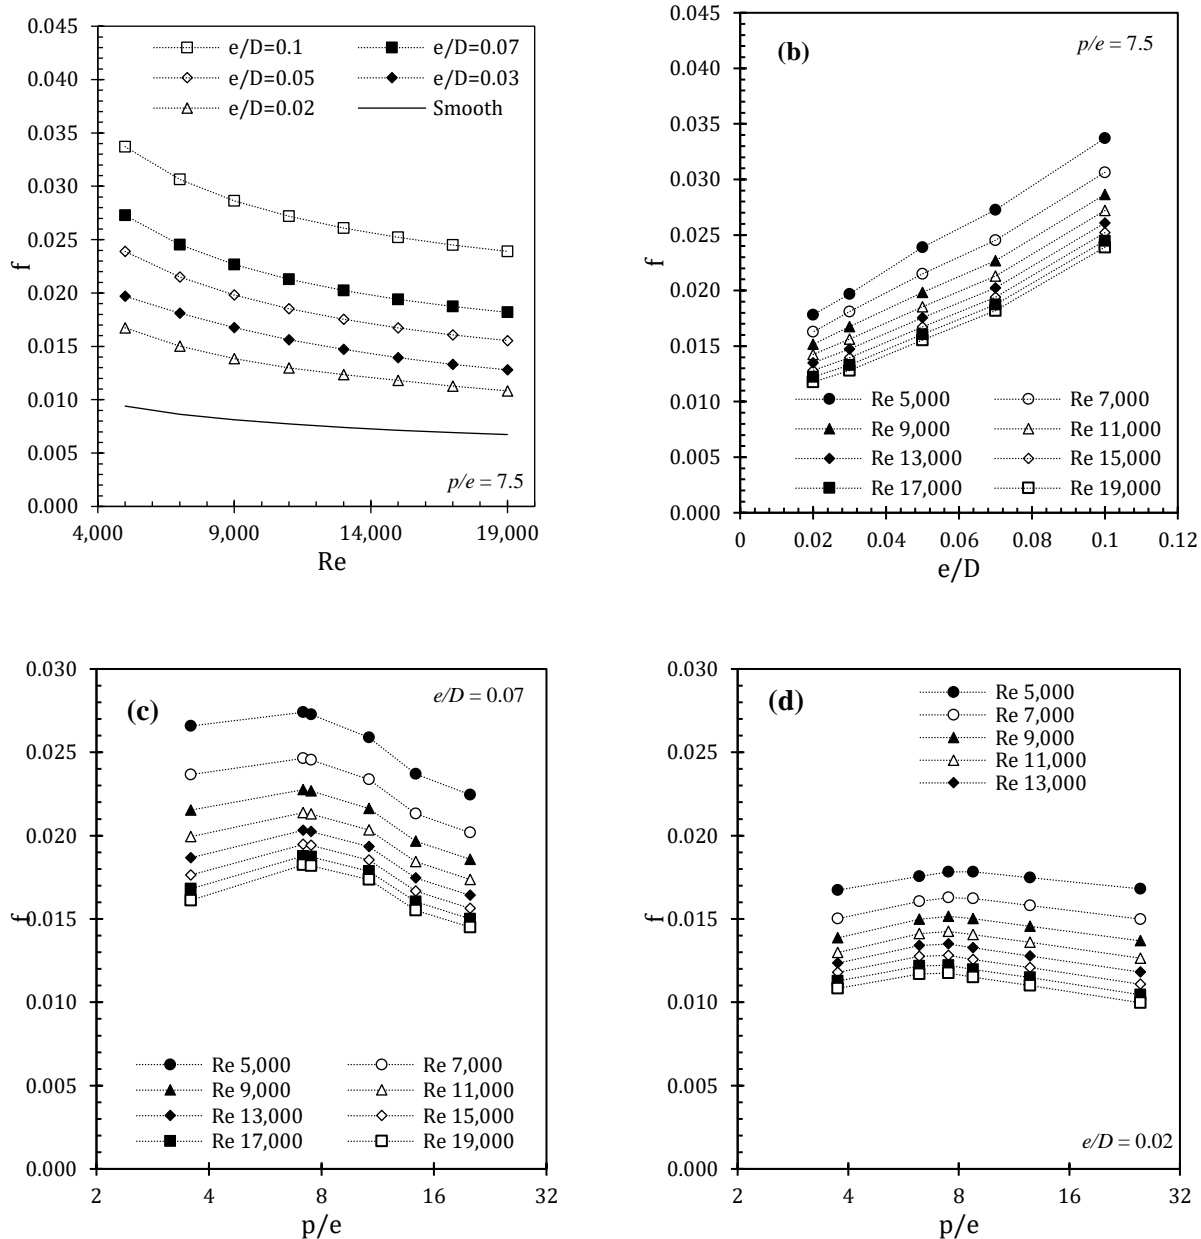 0.045
0.040
0.035
0.030
0.025
0.020
0.015
0.010
0.005
0.000
f
e/D=0.1
e/D=0.07
e/D=0.05
e/D=0.03
e/D=0.02
Smooth
p/e = 7.5
4,000
9,000
14,000
19,000
Re
0.045
0.040
0.035
0.030
0.025
0.020
0.015
0.010
0.005
0.000
f
(b)
p/e = 7.5
Re 5,000
Re 7,000
Re 9,000
Re 11,000
Re 13,000
Re 15,000
Re 17,000
Re 19,000
0
0.02
0.04
0.06
0.08
0.1
0.12
e/D
0.030
0.025
0.020
0.015
0.010
0.005
0.000
f
(c)
e/D = 0.07
Re 5,000
Re 7,000
Re 9,000
Re 11,000
Re 13,000
Re 15,000
Re 17,000
Re 19,000
2
4
8
16
32
p/e
0.030
0.025
0.020
0.015
0.010
0.005
0.000
f
(d)
Re 5,000
Re 7,000
Re 9,000
Re 11,000
Re 13,000
e/D = 0.02
2
4
8
16
32
p/e